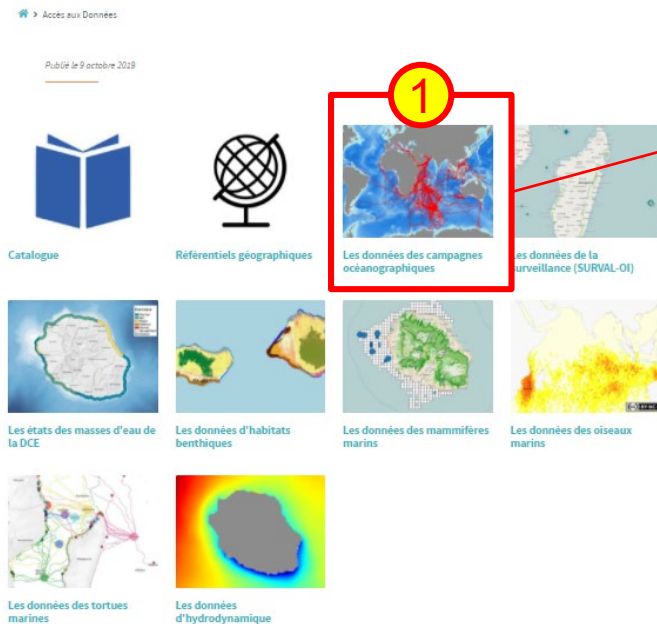 > Accès aux Données
Publié le 9 octobre 2019
1
Catalogue
Référentiels géographiques
Les données des campagnes
océanographiques
Les données de la
surveillance (SURVAL-OI)
Les états des masses d'eau de
la DCE
Les données d'habitats
benthiques
Les données des mammifères
marins
Les données des oiseaux
marins
Les données des tortues
marines
Les données
d'hydrodynamique